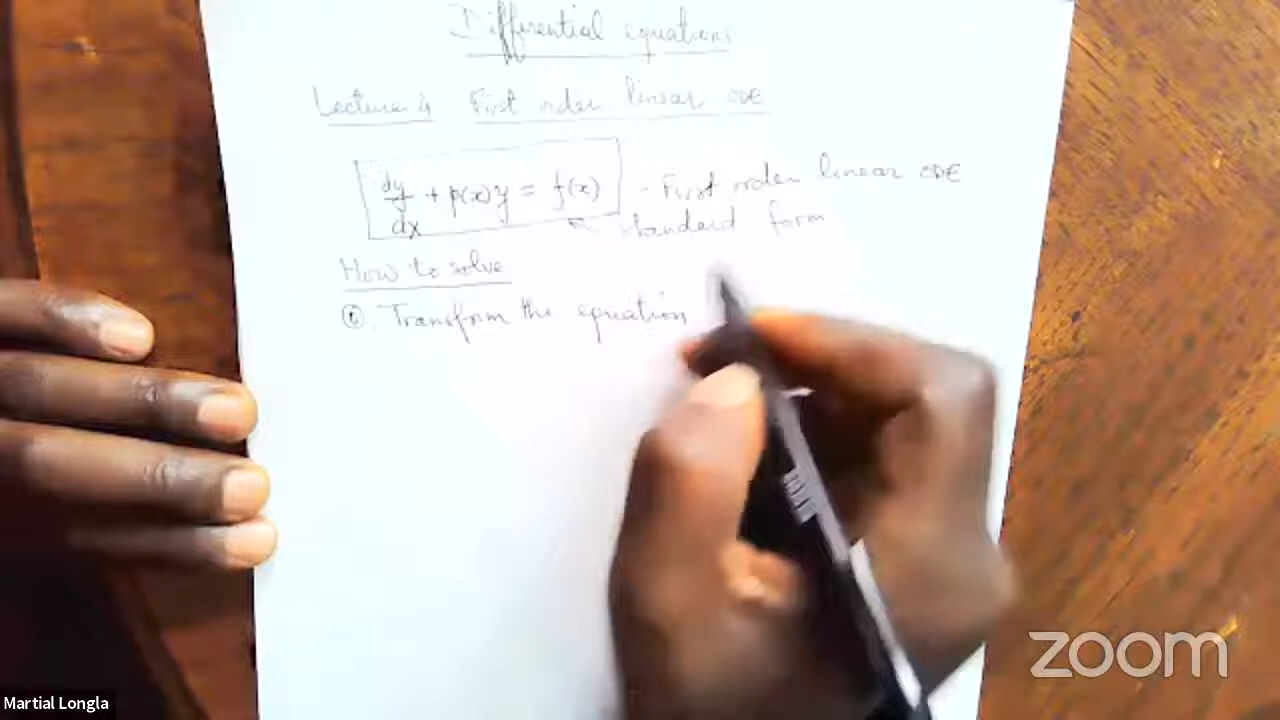 Differential equations
Lecture 4 First order linear ODE
dy/dx + p(x)y = f(x) - First order linear ODE
standard form
How to solve
⓪. Transform the equation
zoom
Martial Longla